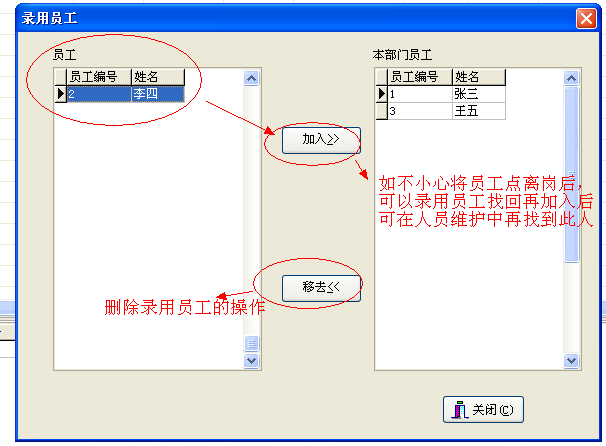 录用员工
员工
本部门员工
员工编号 姓名
2 李四
员工编号 姓名
1 张三
3 王五
加入>>
如不小心将员工点离岗后，
可以录用员工找回再加入后
可在人员维护中再找到此人
移去<<
删除录用员工的操作
关闭(C)